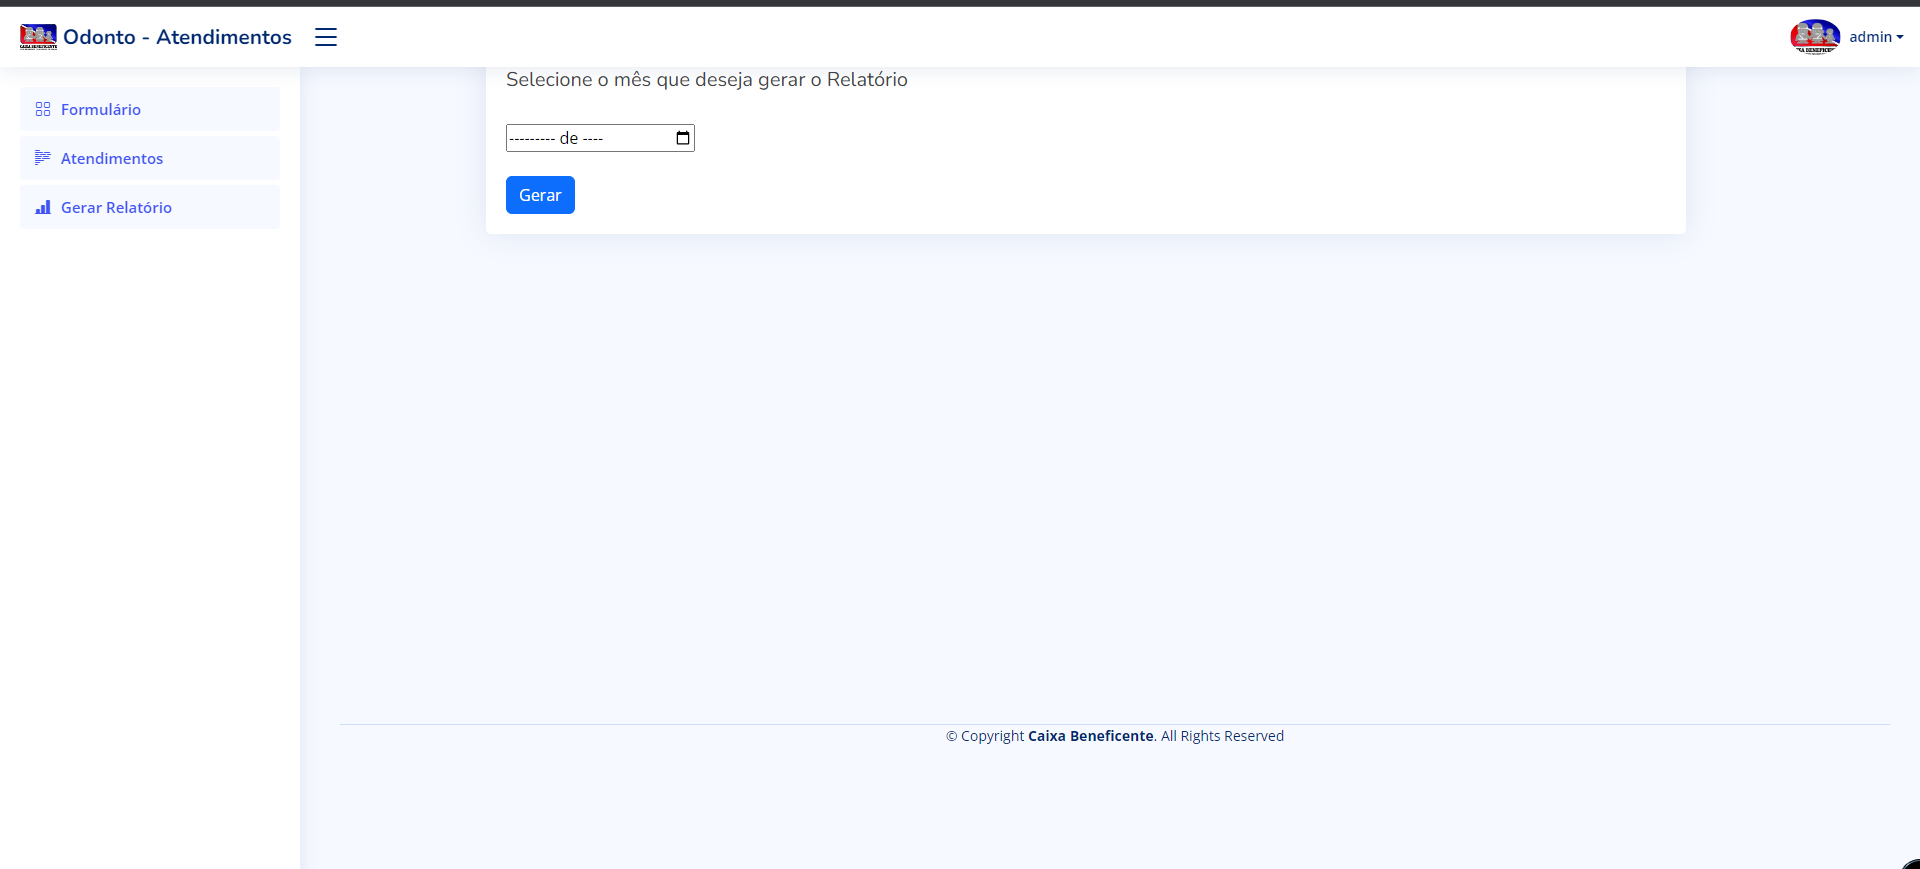 Odonto - Atendimentos
admin
Formulário
Atendimentos
Gerar Relatório
Selecione o mês que deseja gerar o Relatório
--------- de ----
Gerar
© Copyright Caixa Beneficente. All Rights Reserved